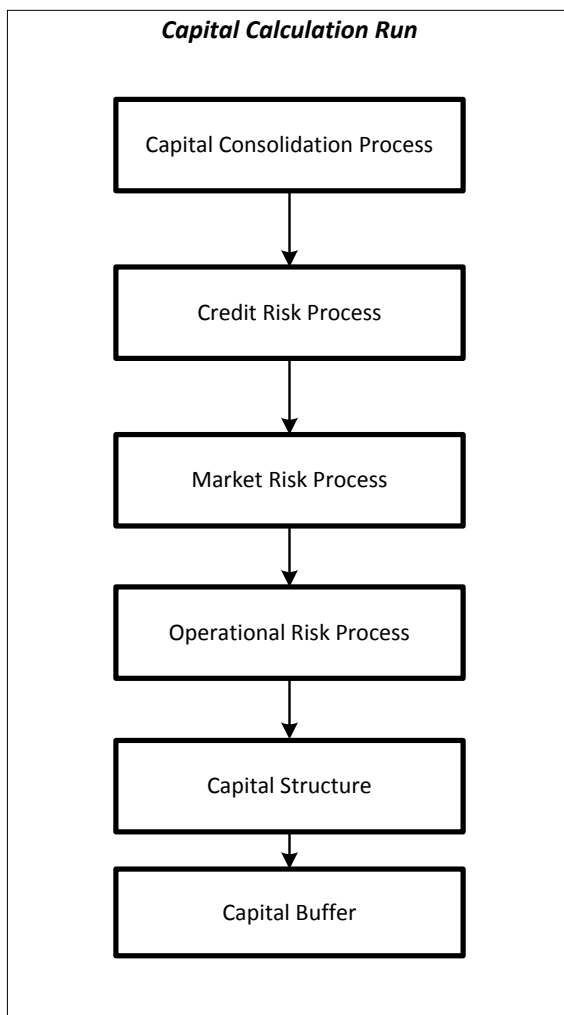 Capital Calculation Run
Capital Consolidation Process
Credit Risk Process
Market Risk Process
Operational Risk Process
Capital Structure
Capital Buffer